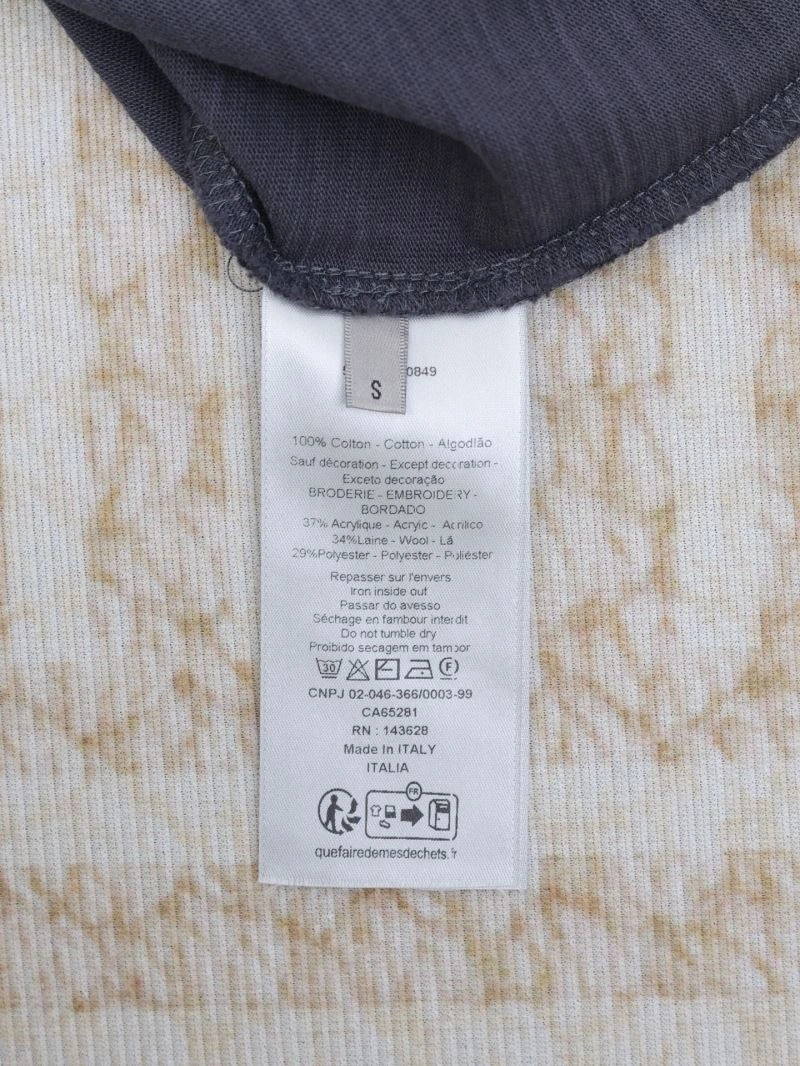 0849
S
100% Coton - Cotton - Algodão
Sauf décoration - Except decoration -
Exceto decoração
BRODERIE - EMBROIDERY -
BORDADO
37% Acrylique - Acrylic - Acrílico
34%Laine - Wool - Lã
29%Polyester - Polyester - Poliéster
Repasser sur l'envers
Iron inside out
Passar do avesso
Séchage en tambour interdit
Do not tumble dry
Proibido secagem em tambor
30 F
CNPJ 02-046-366/0003-99
CA65281
RN : 143628
Made In ITALY
ITALIA
FR
quefairedemesdechets.fr